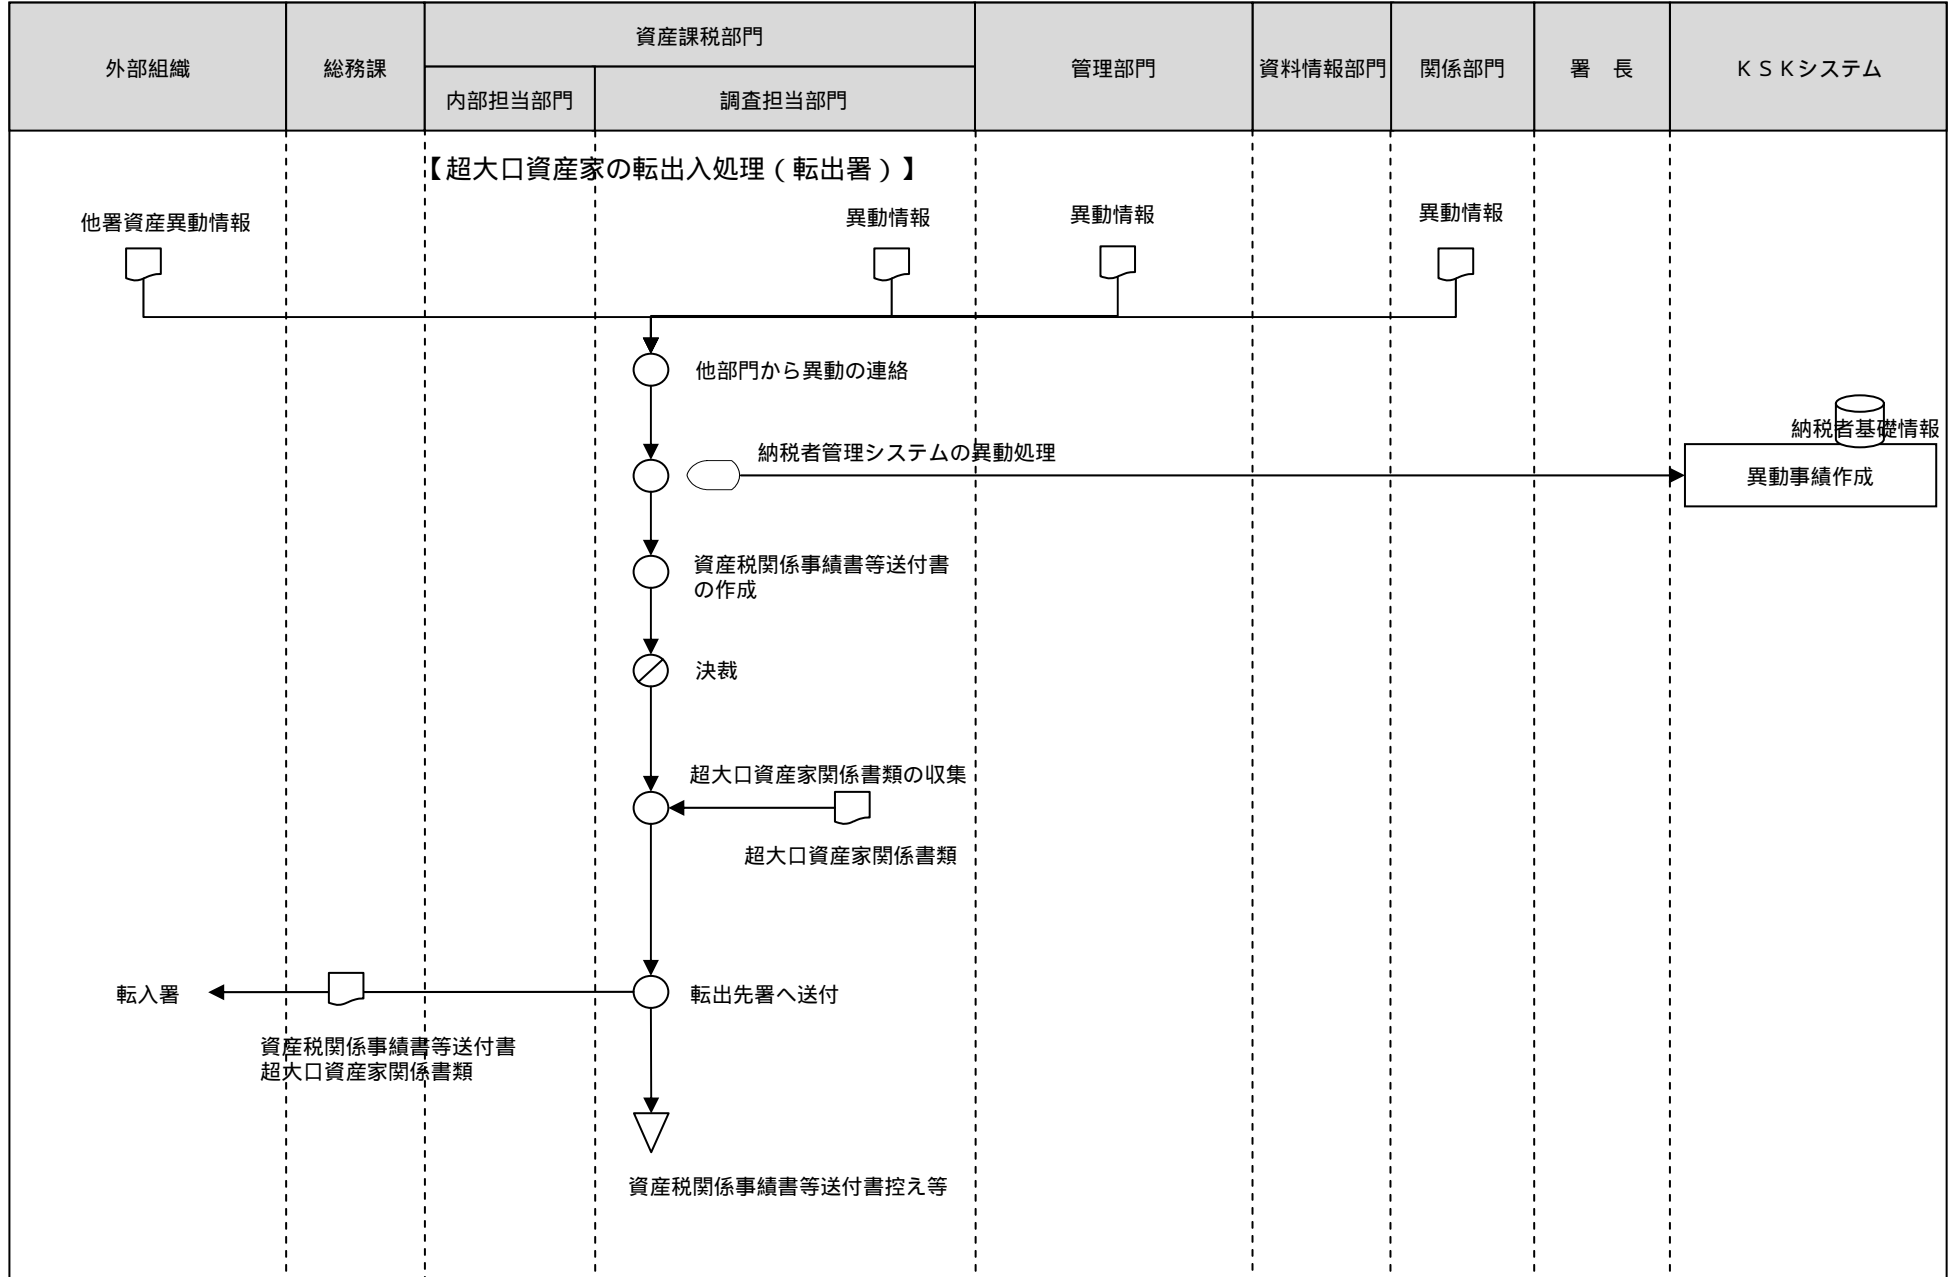 外部組織
総務課
資産課税部門
内部担当部門
調査担当部門
管理部門
資料情報部門
関係部門
署　長
ＫＳＫシステム
【超大口資産家の転出入処理（転出署）】
他署資産異動情報
異動情報
異動情報
異動情報
他部門から異動の連絡
納税者基礎情報
納税者管理システムの異動処理
異動事績作成
資産税関係事績書等送付書
の作成
決裁
超大口資産家関係書類の収集
超大口資産家関係書類
転入署
転出先署へ送付
資産税関係事績書等送付書
超大口資産家関係書類
資産税関係事績書等送付書控え等